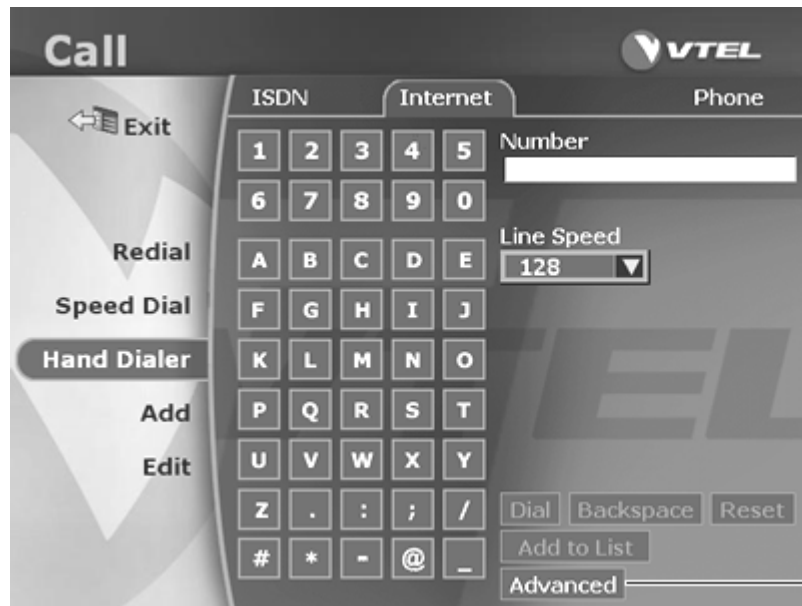 Call
VTEL
Exit
Redial
Speed Dial
Hand Dialer
Add
Edit
ISDN
Internet
Phone
1 2 3 4 5
6 7 8 9 0
A B C D E
F G H I J
K L M N O
P Q R S T
U V W X Y
Z . : ; /
# * - @ _
Number
Line Speed
128
Dial Backspace Reset
Add to List
Advanced